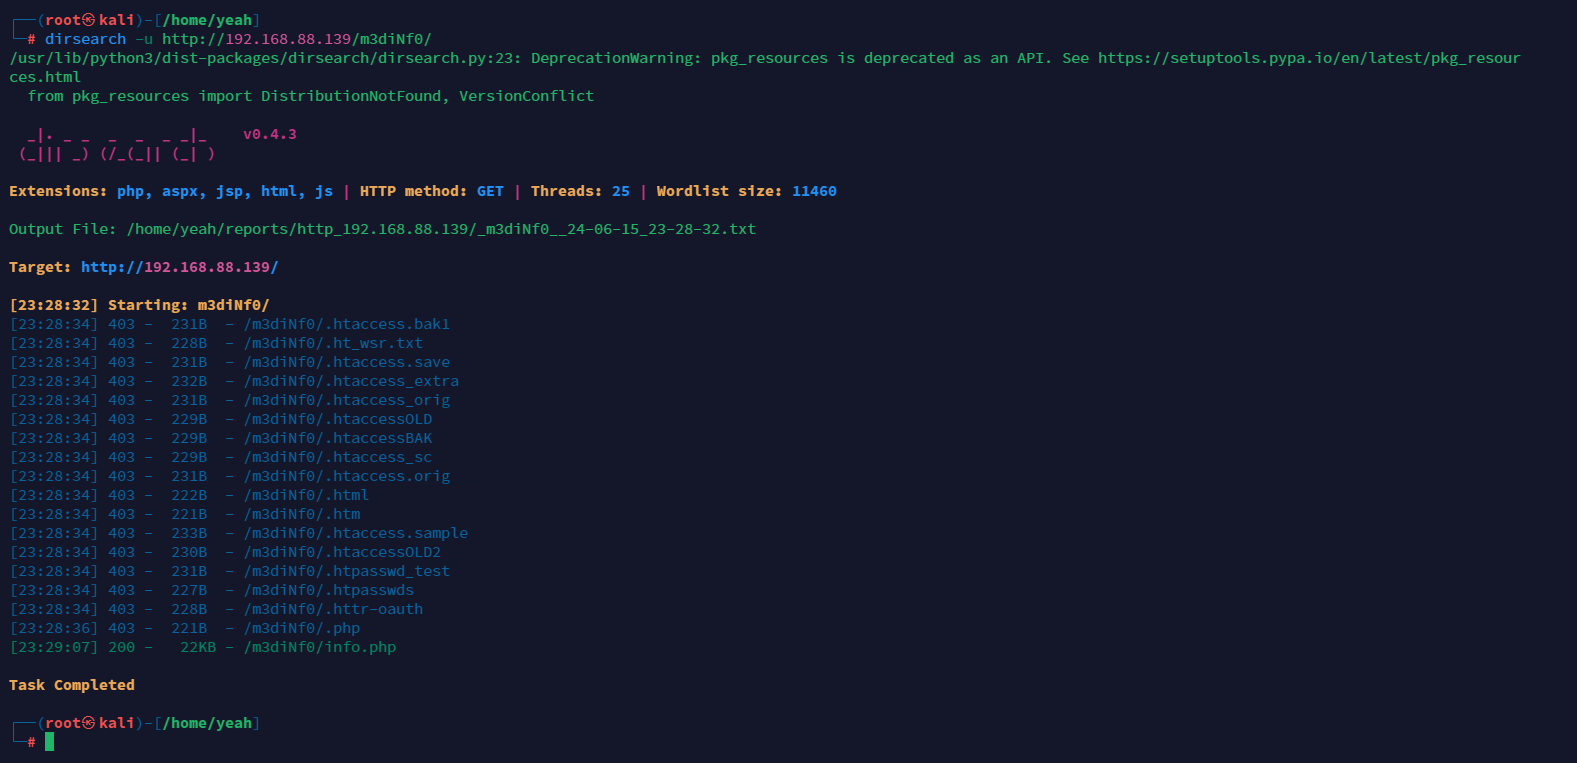 ┌──(root㉿kali)-[/home/yeah]
└─# dirsearch -u http://192.168.88.139/m3diNf0/
/usr/lib/python3/dist-packages/dirsearch/dirsearch.py:23: DeprecationWarning: pkg_resources is deprecated as an API. See https://setuptools.pypa.io/en/latest/pkg_resour
ces.html
  from pkg_resources import DistributionNotFound, VersionConflict

  _|. _ _  _  _  _ _|_    v0.4.3
 (_||| _) (/_(_|| (_| )

Extensions: php, aspx, jsp, html, js | HTTP method: GET | Threads: 25 | Wordlist size: 11460

Output File: /home/yeah/reports/http_192.168.88.139/_m3diNf0__24-06-15_23-28-32.txt

Target: http://192.168.88.139/

[23:28:32] Starting: m3diNf0/
[23:28:34] 403 -  231B  - /m3diNf0/.htaccess.bak1
[23:28:34] 403 -  228B  - /m3diNf0/.ht_wsr.txt
[23:28:34] 403 -  231B  - /m3diNf0/.htaccess.save
[23:28:34] 403 -  232B  - /m3diNf0/.htaccess_extra
[23:28:34] 403 -  231B  - /m3diNf0/.htaccess_orig
[23:28:34] 403 -  229B  - /m3diNf0/.htaccessOLD
[23:28:34] 403 -  229B  - /m3diNf0/.htaccessBAK
[23:28:34] 403 -  229B  - /m3diNf0/.htaccess_sc
[23:28:34] 403 -  231B  - /m3diNf0/.htaccess.orig
[23:28:34] 403 -  222B  - /m3diNf0/.html
[23:28:34] 403 -  221B  - /m3diNf0/.htm
[23:28:34] 403 -  233B  - /m3diNf0/.htaccess.sample
[23:28:34] 403 -  230B  - /m3diNf0/.htaccessOLD2
[23:28:34] 403 -  231B  - /m3diNf0/.htpasswd_test
[23:28:34] 403 -  227B  - /m3diNf0/.htpasswds
[23:28:34] 403 -  228B  - /m3diNf0/.httr-oauth
[23:28:36] 403 -  221B  - /m3diNf0/.php
[23:29:07] 200 -   22KB - /m3diNf0/info.php

Task Completed

┌──(root㉿kali)-[/home/yeah]
└─#